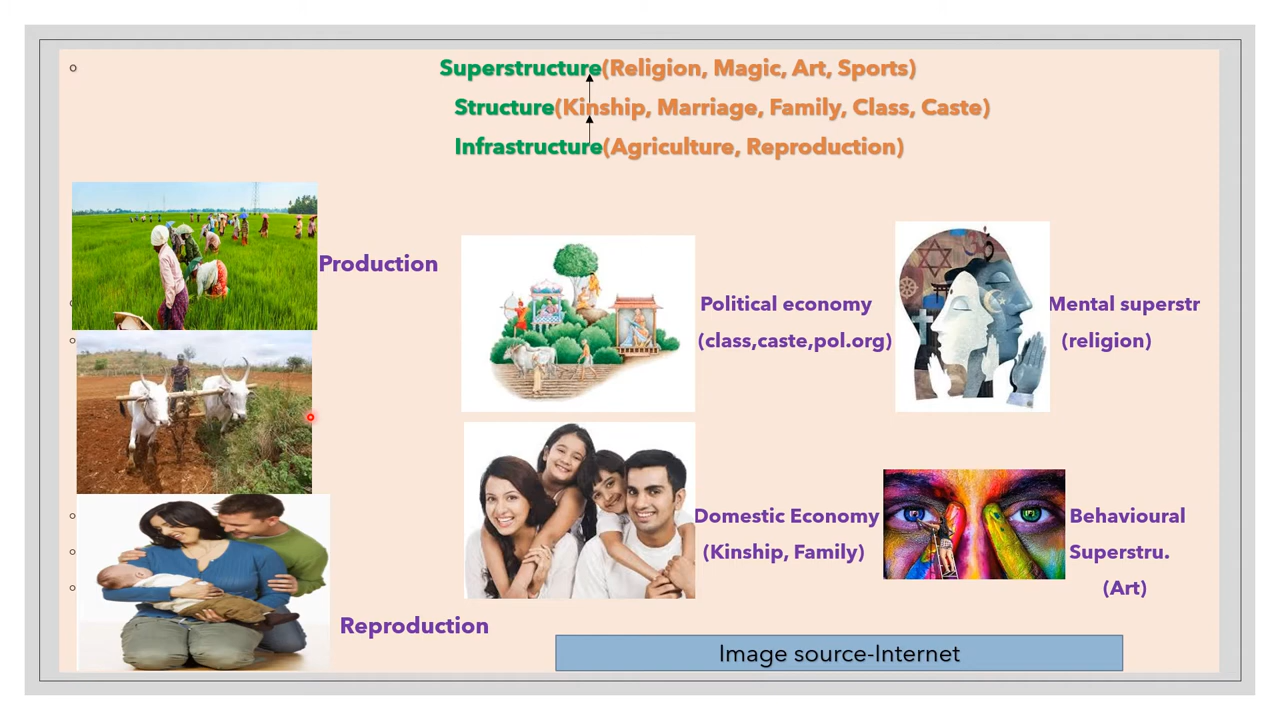 Superstructure(Religion, Magic, Art, Sports)
Structure(Kinship, Marriage, Family, Class, Caste)
Infrastructure(Agriculture, Reproduction)
Production
Political economy
(class,caste,pol.org)
Mental superstr
(religion)
Domestic Economy
(Kinship, Family)
Behavioural
Superstru.
(Art)
Reproduction
Image source-Internet